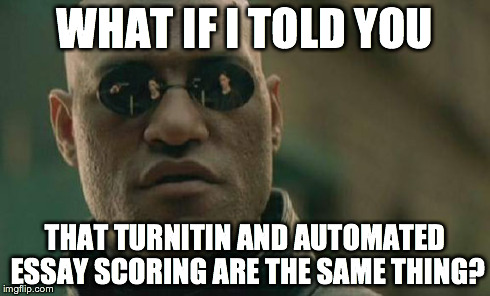 WHAT IF I TOLD YOU
THAT TURNITIN AND AUTOMATED
ESSAY SCORING ARE THE SAME THING?
imgflip.com